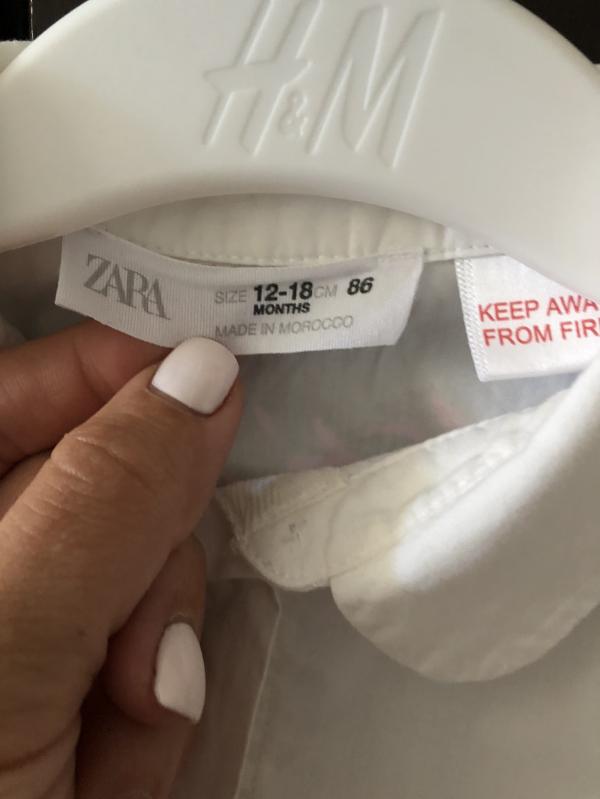 H&M
ZARA
SIZE 12-18 CM 86
MONTHS
MADE IN MOROCCO
KEEP AWA
FROM FIR